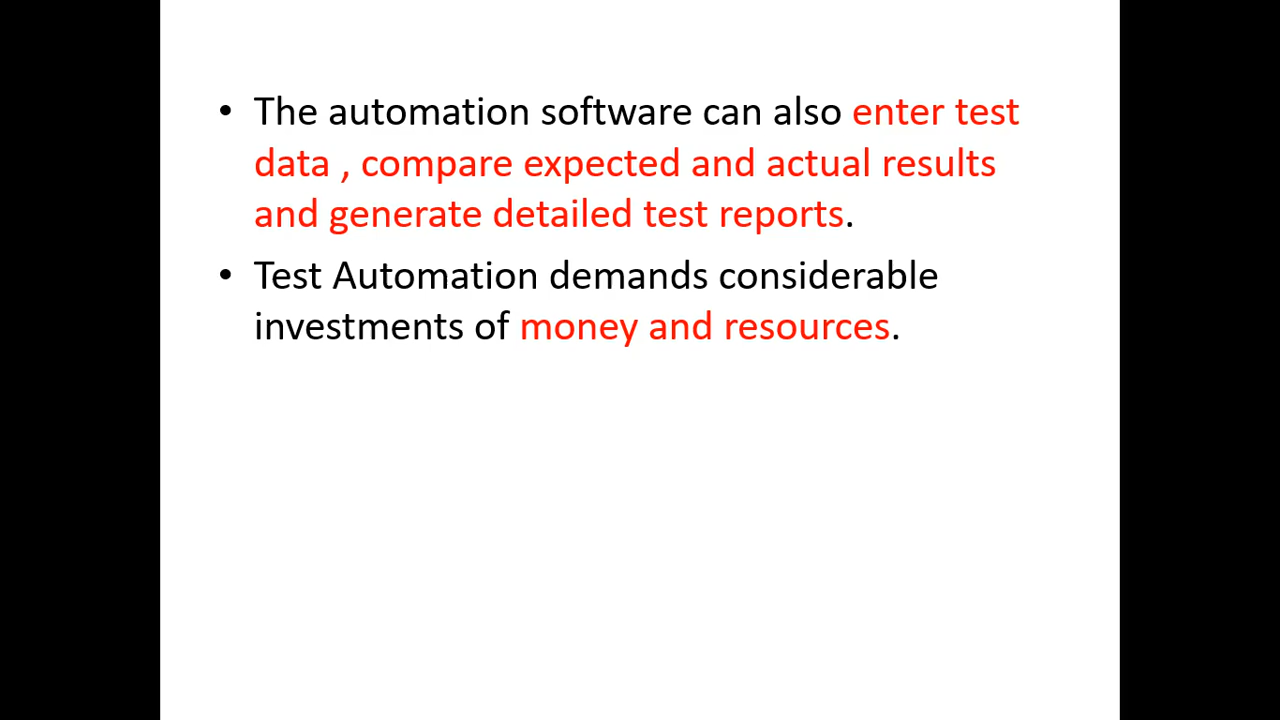 • The automation software can also enter test
data , compare expected and actual results
and generate detailed test reports.
• Test Automation demands considerable
investments of money and resources.